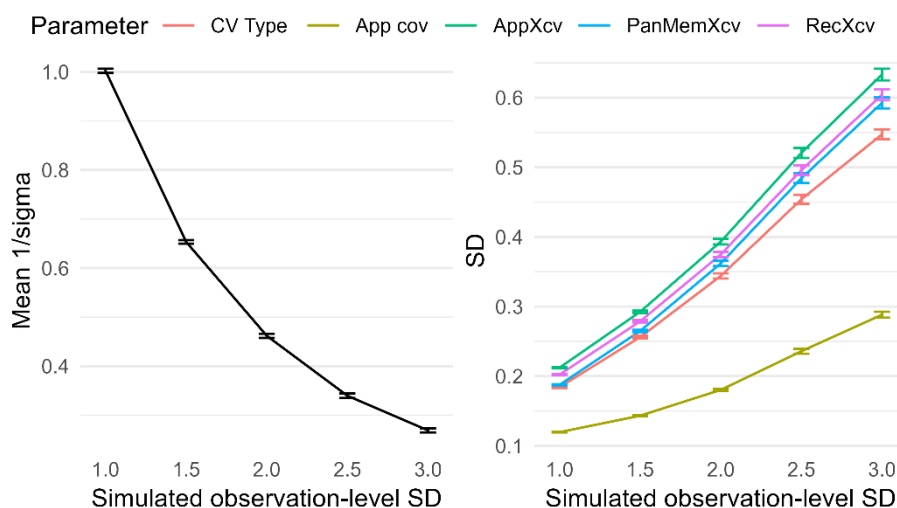 Parameter CV Type App cov AppXcv PanMemXcv RecXcv
Mean 1/sigma
1.0
0.8
0.6
0.4
1.0 1.5 2.0 2.5 3.0
Simulated observation-level SD
SD
0.6
0.5
0.4
0.3
0.2
0.1
1.0 1.5 2.0 2.5 3.0
Simulated observation-level SD